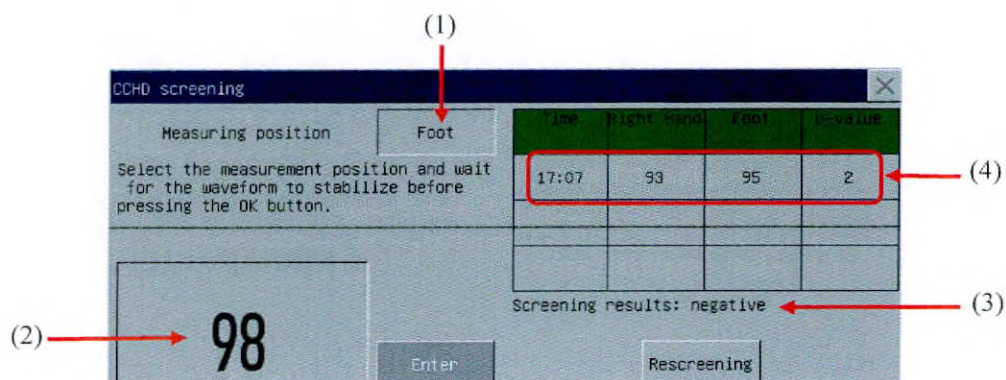 (1)
CCHD screening
Measuring position Foot
Time Right Hand Foot D-value
Select the measurement position and wait
for the waveform to stabilize before
pressing the OK button.
17:07 93 95 2
(4)
Screening results: negative
(3)
(2)
98
Enter
Rescreening